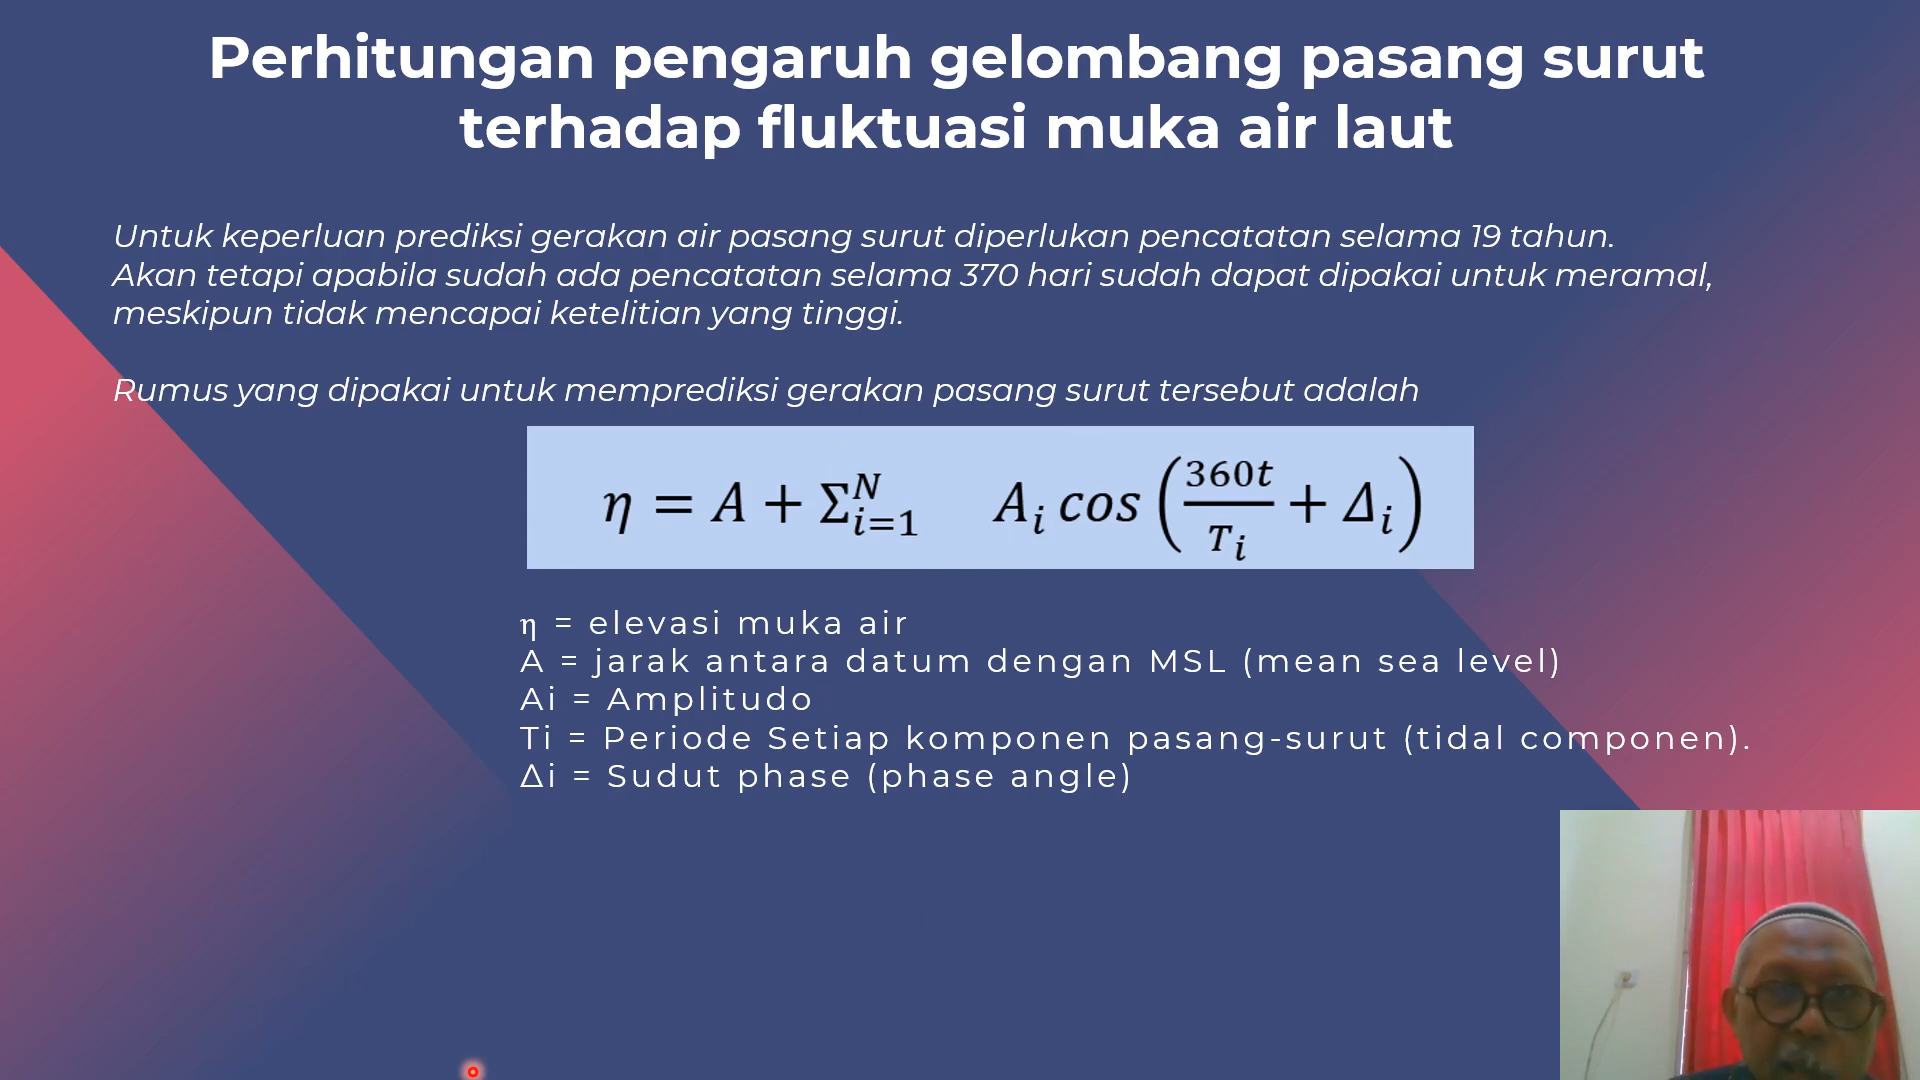 Perhitungan pengaruh gelombang pasang surut
terhadap fluktuasi muka air laut
Untuk keperluan prediksi gerakan air pasang surut diperlukan pencatatan selama 19 tahun.
Akan tetapi apabila sudah ada pencatatan selama 370 hari sudah dapat dipakai untuk meramal,
meskipun tidak mencapai ketelitian yang tinggi.
Rumus yang dipakai untuk memprediksi gerakan pasang surut tersebut adalah
η = A + Σ_{i=1}^{N} A_i cos (360t/T_i + Δ_i)
η = elevasi muka air
A = jarak antara datum dengan MSL (mean sea level)
Ai = Amplitudo
Ti = Periode Setiap komponen pasang-surut (tidal componen).
Δi = Sudut phase (phase angle)